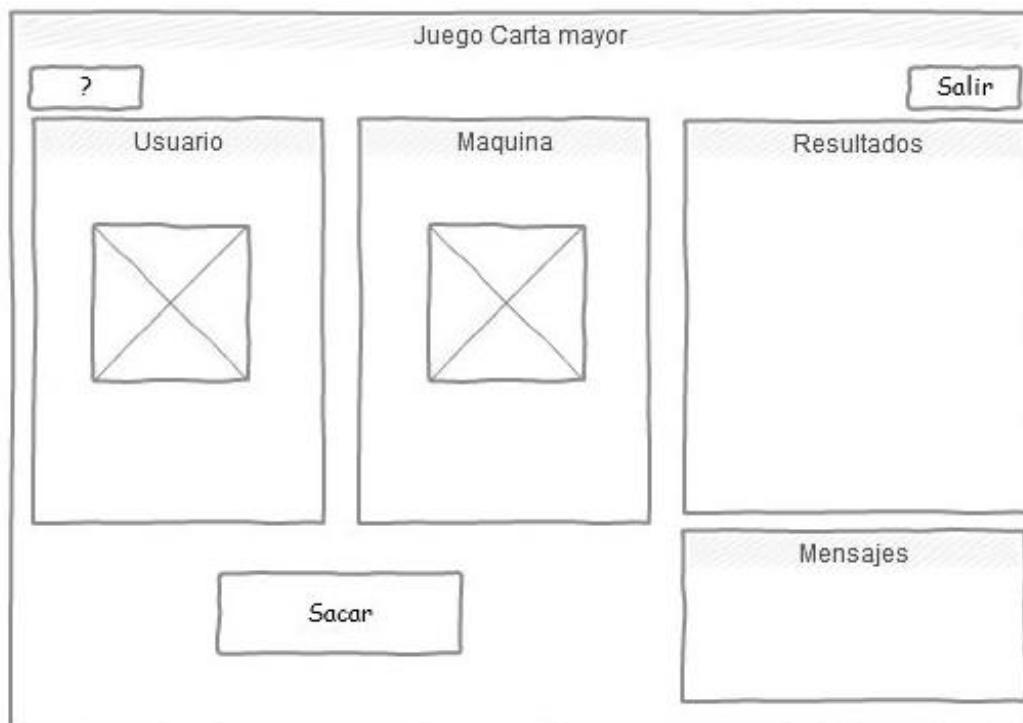 Juego Carta mayor
?
Salir
Usuario
Maquina
Resultados
Mensajes
Sacar